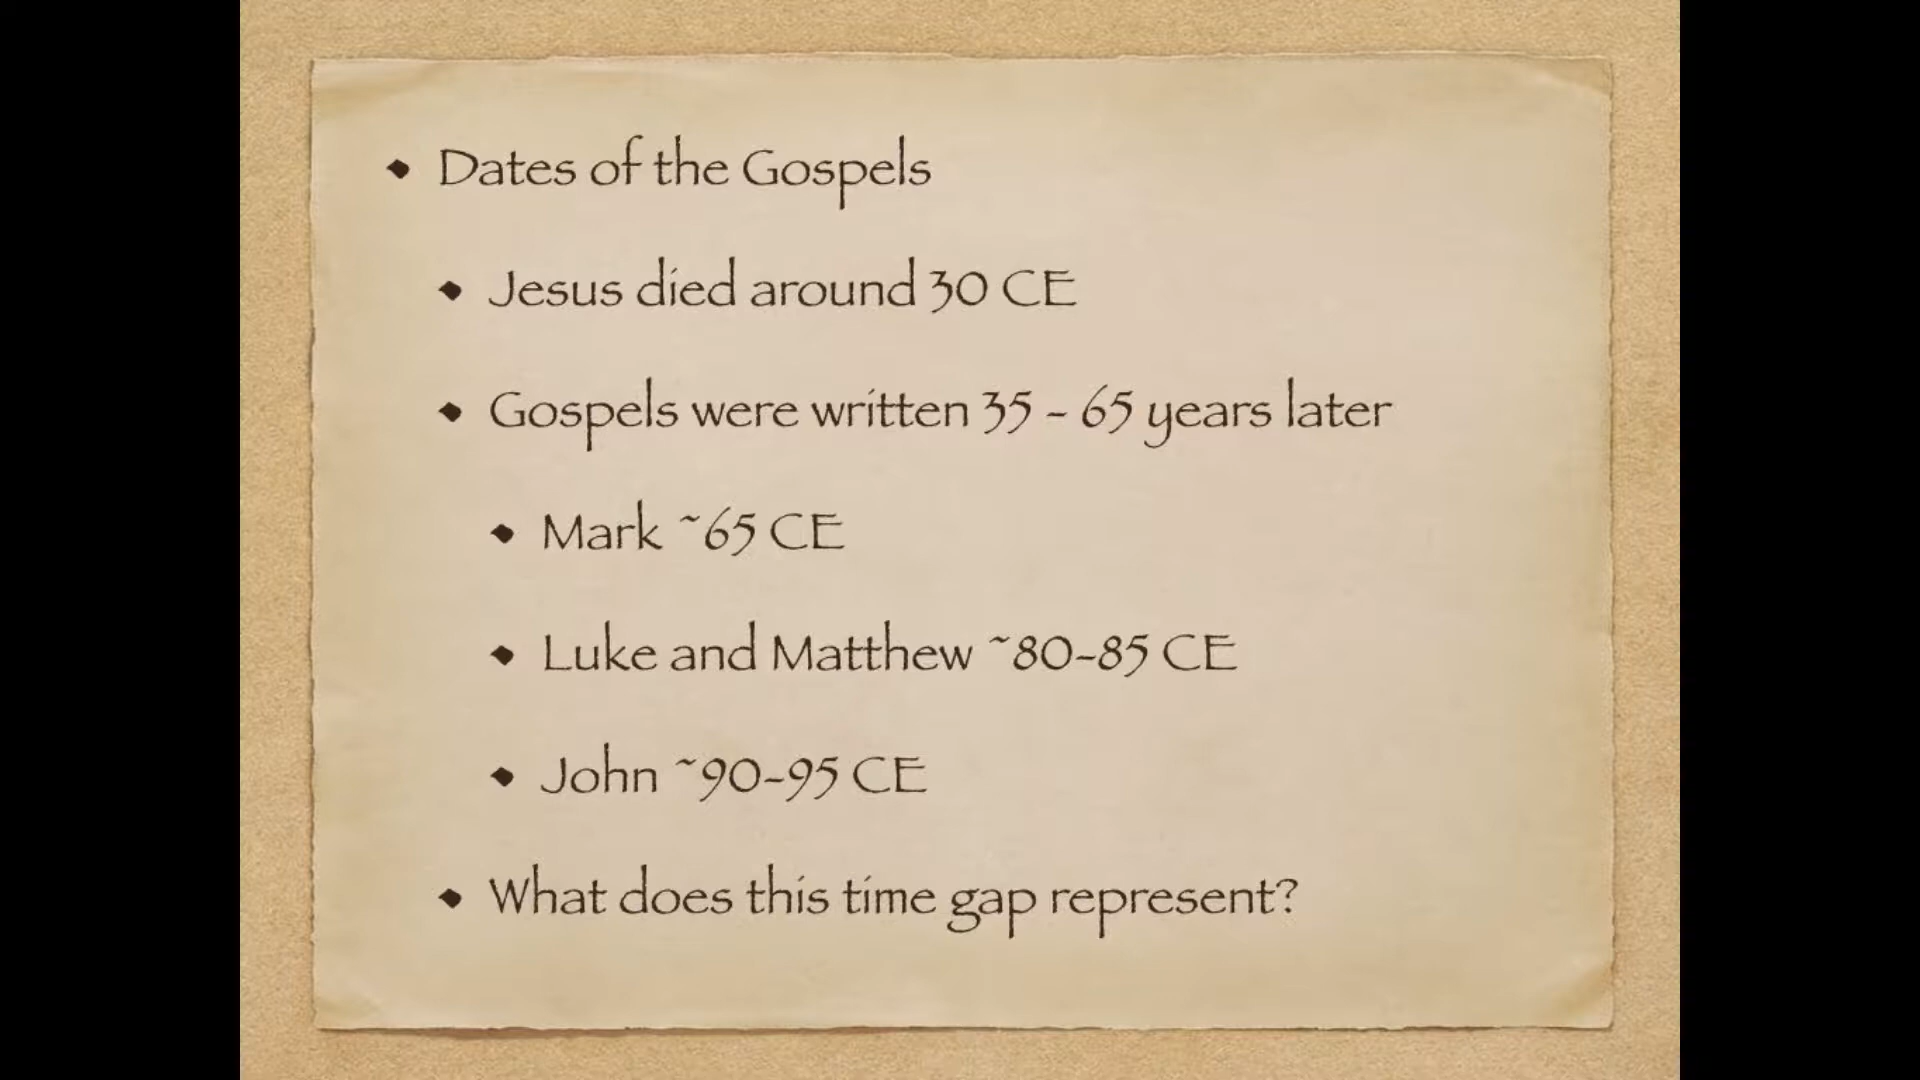 Dates of the Gospels
Jesus died around 30 CE
Gospels were written 35 - 65 years later
Mark ~65 CE
Luke and Matthew ~80-85 CE
John ~90-95 CE
What does this time gap represent?